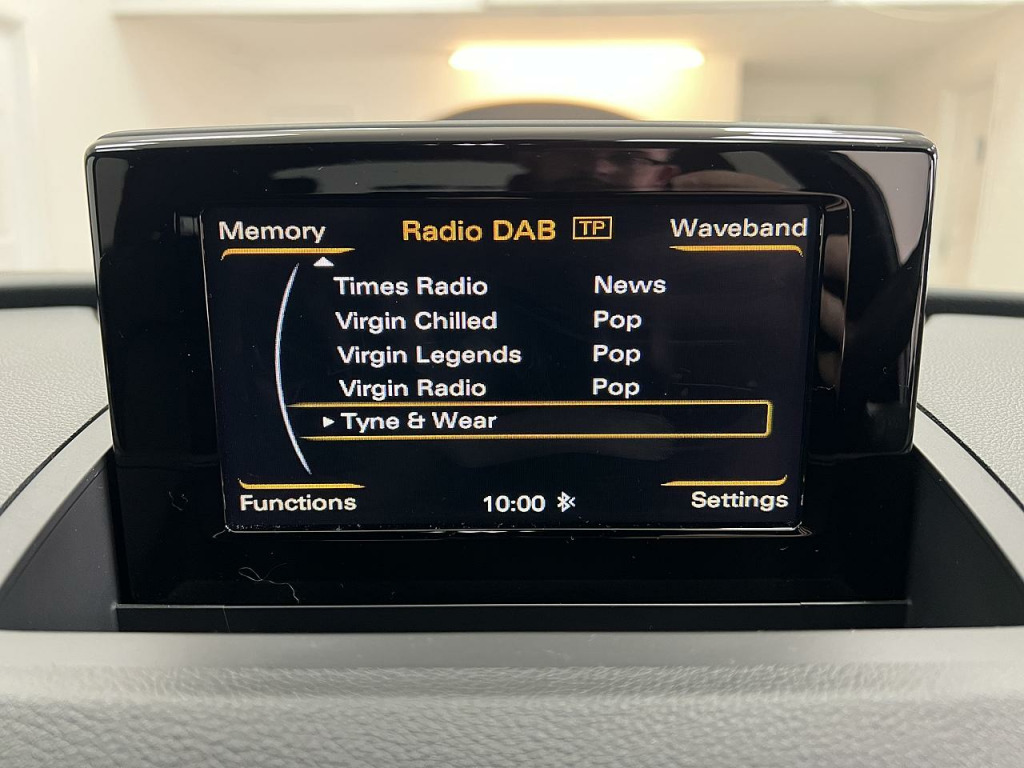 Memory Radio DAB TP Waveband
Times Radio News
Virgin Chilled Pop
Virgin Legends Pop
Virgin Radio Pop
Tyne & Wear
Functions 10:00 Settings